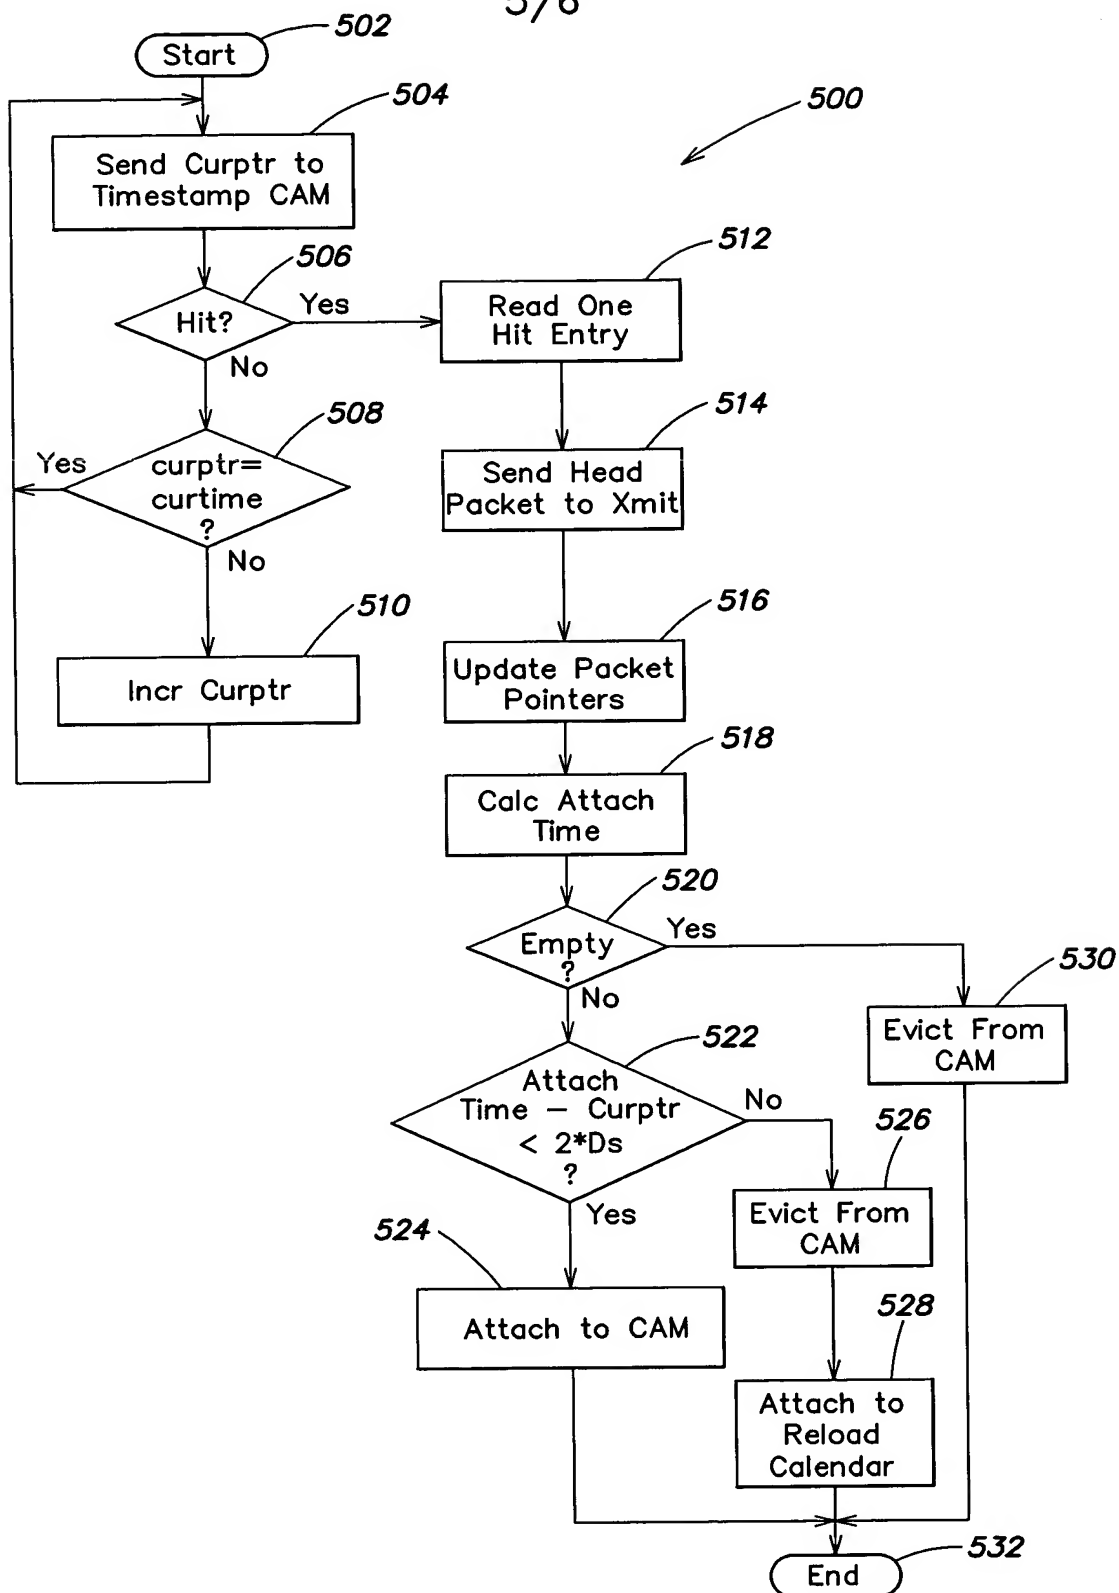 5/6
502
Start
504
500
Send Curptr to
Timestamp CAM
506
512
Hit?
Yes
Read One
Hit Entry
No
508
514
Yes
curptr=
curtime
?
Send Head
Packet to Xmit
No
510
516
Incr Curptr
Update Packet
Pointers
518
Calc Attach
Time
520
Empty
?
Yes
530
No
Evict From
CAM
522
Attach
Time – Curptr
< 2*Ds
?
No
526
Yes
Evict From
CAM
524
528
Attach to CAM
Attach to
Reload
Calendar
532
End